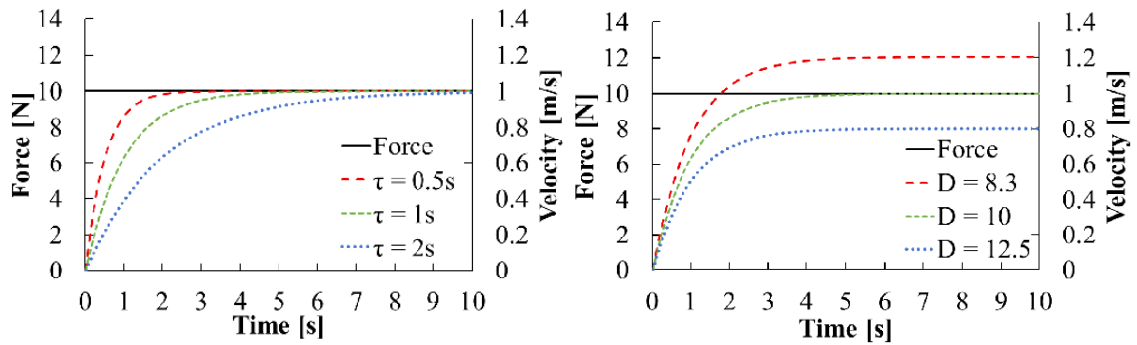 Force [N]
14
12
10
8
6
4
2
0
0 1 2 3 4 5 6 7 8 9 10
Time [s]
1.4
1.2
1
0.8
0.6
0.4
0.2
0
Velocity [m/s]
Force
τ = 0.5s
τ = 1s
τ = 2s
Force [N]
14
12
10
8
6
4
2
0
0 1 2 3 4 5 6 7 8 9 10
Time [s]
1.4
1.2
1
0.8
0.6
0.4
0.2
0
Velocity [m/s]
Force
D = 8.3
D = 10
D = 12.5